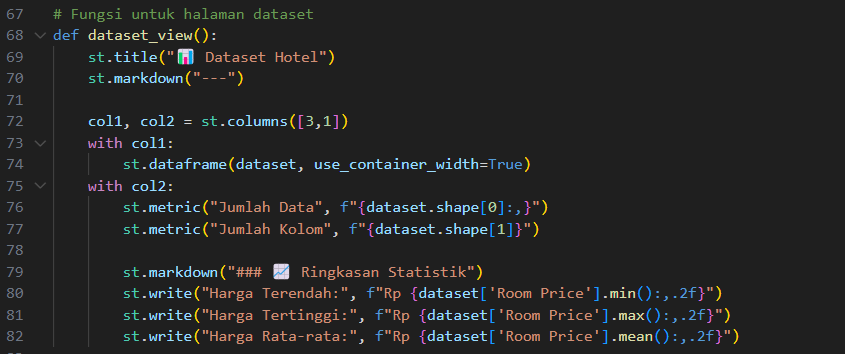 67 # Fungsi untuk halaman dataset
68 def dataset_view():
69     st.title("📊 Dataset Hotel")
70     st.markdown("---")
71
72     col1, col2 = st.columns([3,1])
73     with col1:
74         st.dataframe(dataset, use_container_width=True)
75     with col2:
76         st.metric("Jumlah Data", f"{dataset.shape[0]:,}")
77         st.metric("Jumlah Kolom", f"{dataset.shape[1]}")
78
79         st.markdown("### 📈 Ringkasan Statistik")
80         st.write("Harga Terendah:", f"Rp {dataset['Room Price'].min():,.2f}")
81         st.write("Harga Tertinggi:", f"Rp {dataset['Room Price'].max():,.2f}")
82         st.write("Harga Rata-rata:", f"Rp {dataset['Room Price'].mean():,.2f}")